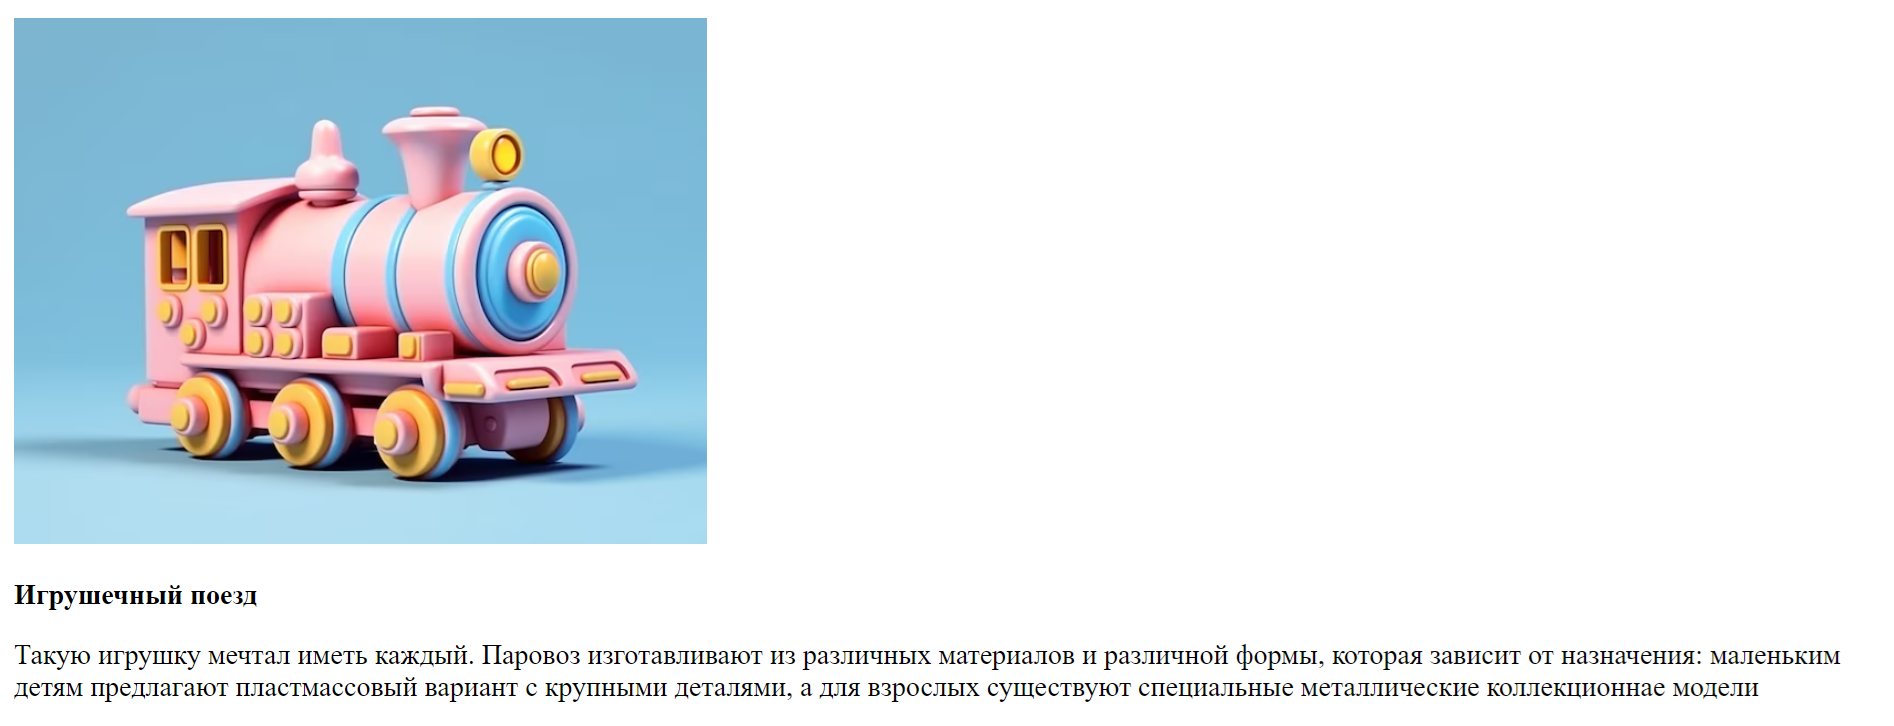 Игрушечный поезд
Такую игрушку мечтал иметь каждый. Паровоз изготавливают из различных материалов и различной формы, которая зависит от назначения: маленьким
детям предлагают пластмассовый вариант с крупными деталями, а для взрослых существуют специальные металлические коллекционнае модели